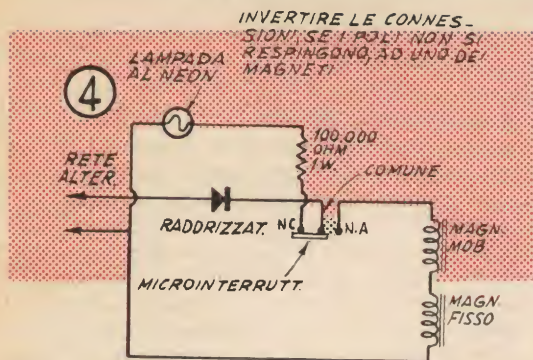 INVERTIRE LE CONNES-
SIONI, SE I POLI NON SI
RESPINGONO, AD UNO DEI
MAGNETI
LAMPADA
AL NEON
4
100.000
OHM
1 W.
COMUNE
RETE
ALTER.
RADDRIZZAT.
NC
N.A
MICROINTERRUTT.
MAGN.
MOB
MAGN.
FISSO